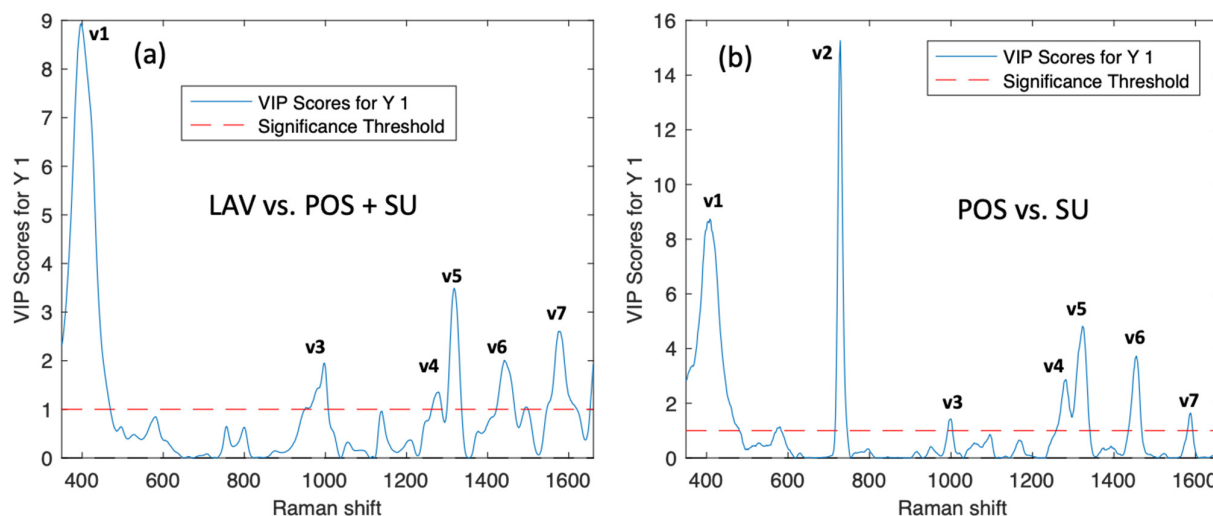 9
8
7
6
5
4
3
2
1
0
VIP Scores for Y 1
v1
(a)
VIP Scores for Y 1
Significance Threshold
LAV vs. POS + SU
v3
v4
v5
v6
v7
400
600
800
1000
1200
1400
1600
Raman shift
16
14
12
10
8
6
4
2
0
VIP Scores for Y 1
v2
(b)
VIP Scores for Y 1
Significance Threshold
v1
POS vs. SU
v3
v4
v5
v6
v7
400
600
800
1000
1200
1400
1600
Raman shift